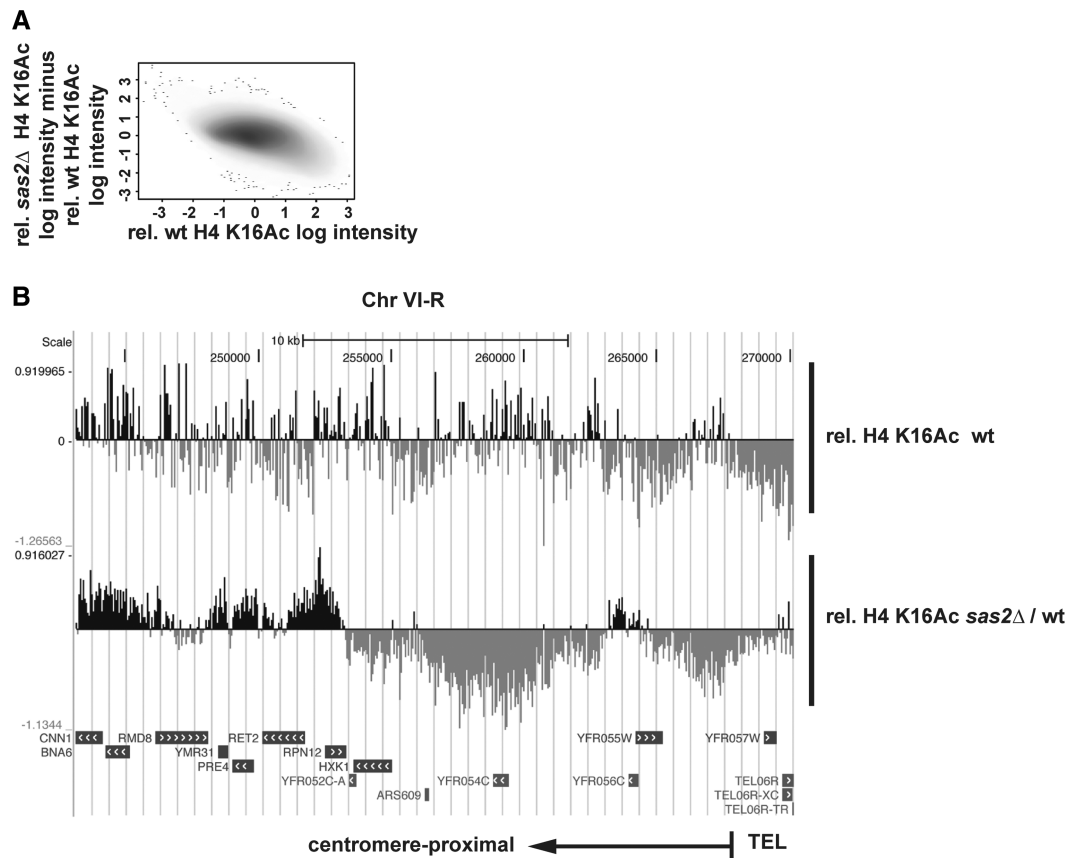 A
rel. sas2Δ H4 K16Ac
log intensity minus
rel. wt H4 K16Ac
log intensity
3
2
1
0
-1
-2
-3
-3 -2 -1 0 1 2 3
rel. wt H4 K16Ac log intensity
B
Chr VI-R
Scale
10 kb
250000 255000 260000 265000 270000
0.919965 -
0 -
rel. H4 K16Ac wt
-1.26563 _
0.916027 -
rel. H4 K16Ac sas2Δ / wt
-1.1344 _
CNN1 RMD8 RET2 YFR055W YFR057W
BNA6 YMR31 RPN12
PRE4 HXK1
YFR052C-A YFR054C YFR056C TEL06R
ARS609 TEL06R-XC
TEL06R-TR
centromere-proximal TEL